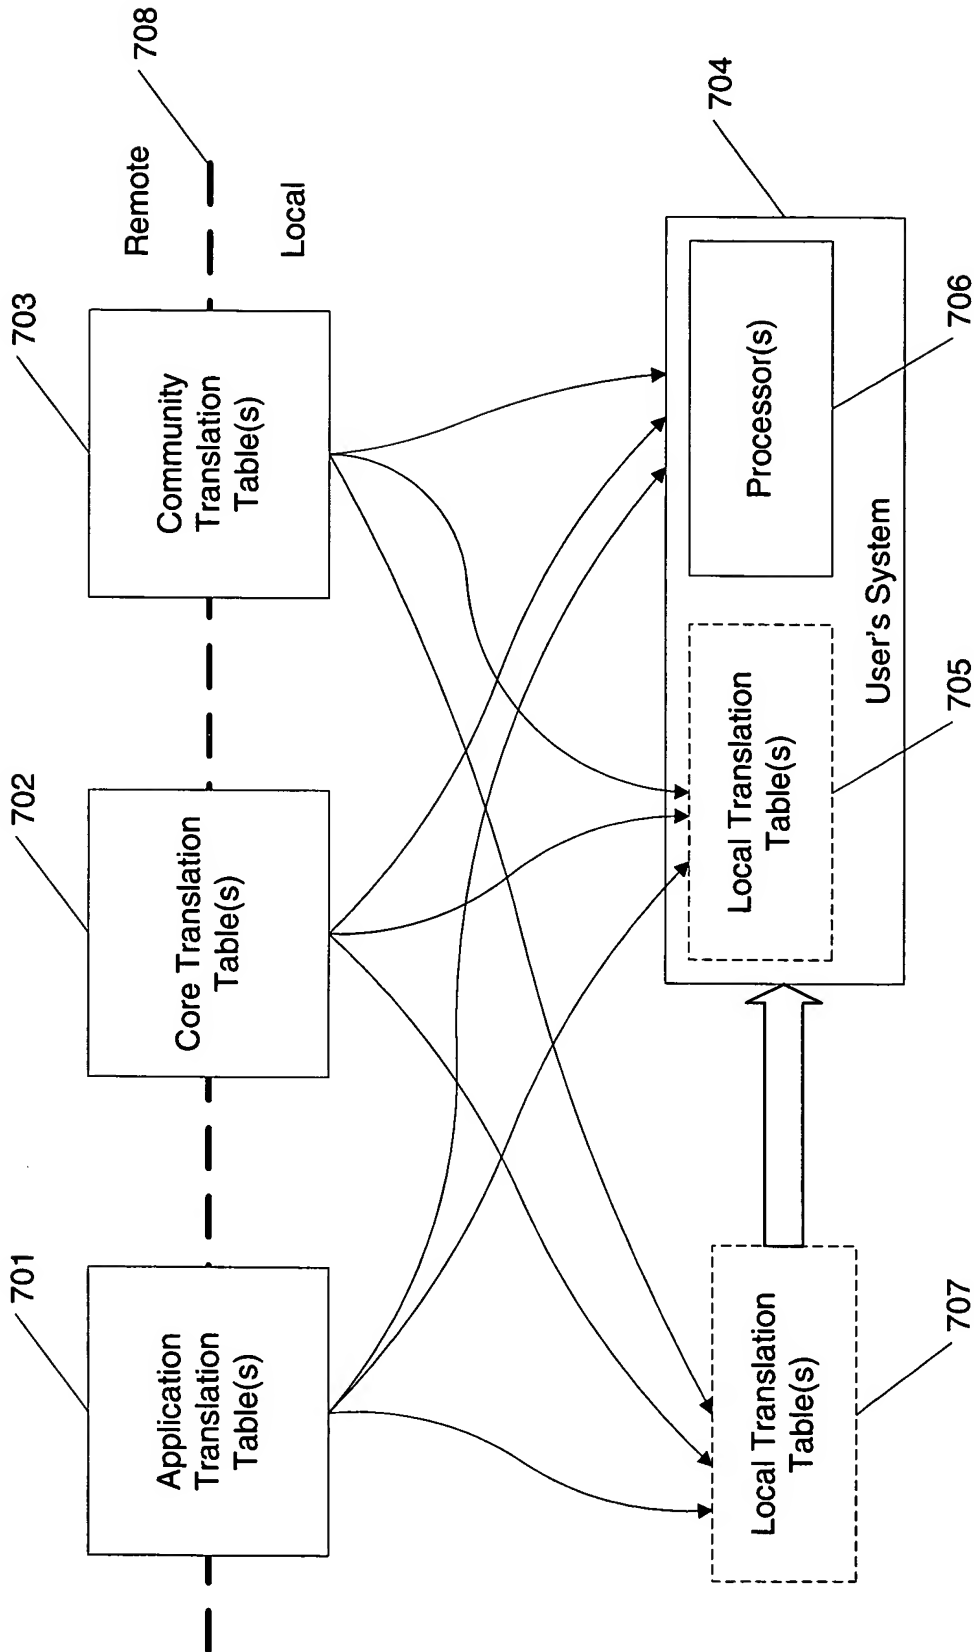 701
Application
Translation
Table(s)
702
Core Translation
Table(s)
703
Community
Translation
Table(s)
708
Remote
Local
704
Local Translation
Table(s)
707
Local Translation
Table(s)
705
Processor(s)
706
User's System